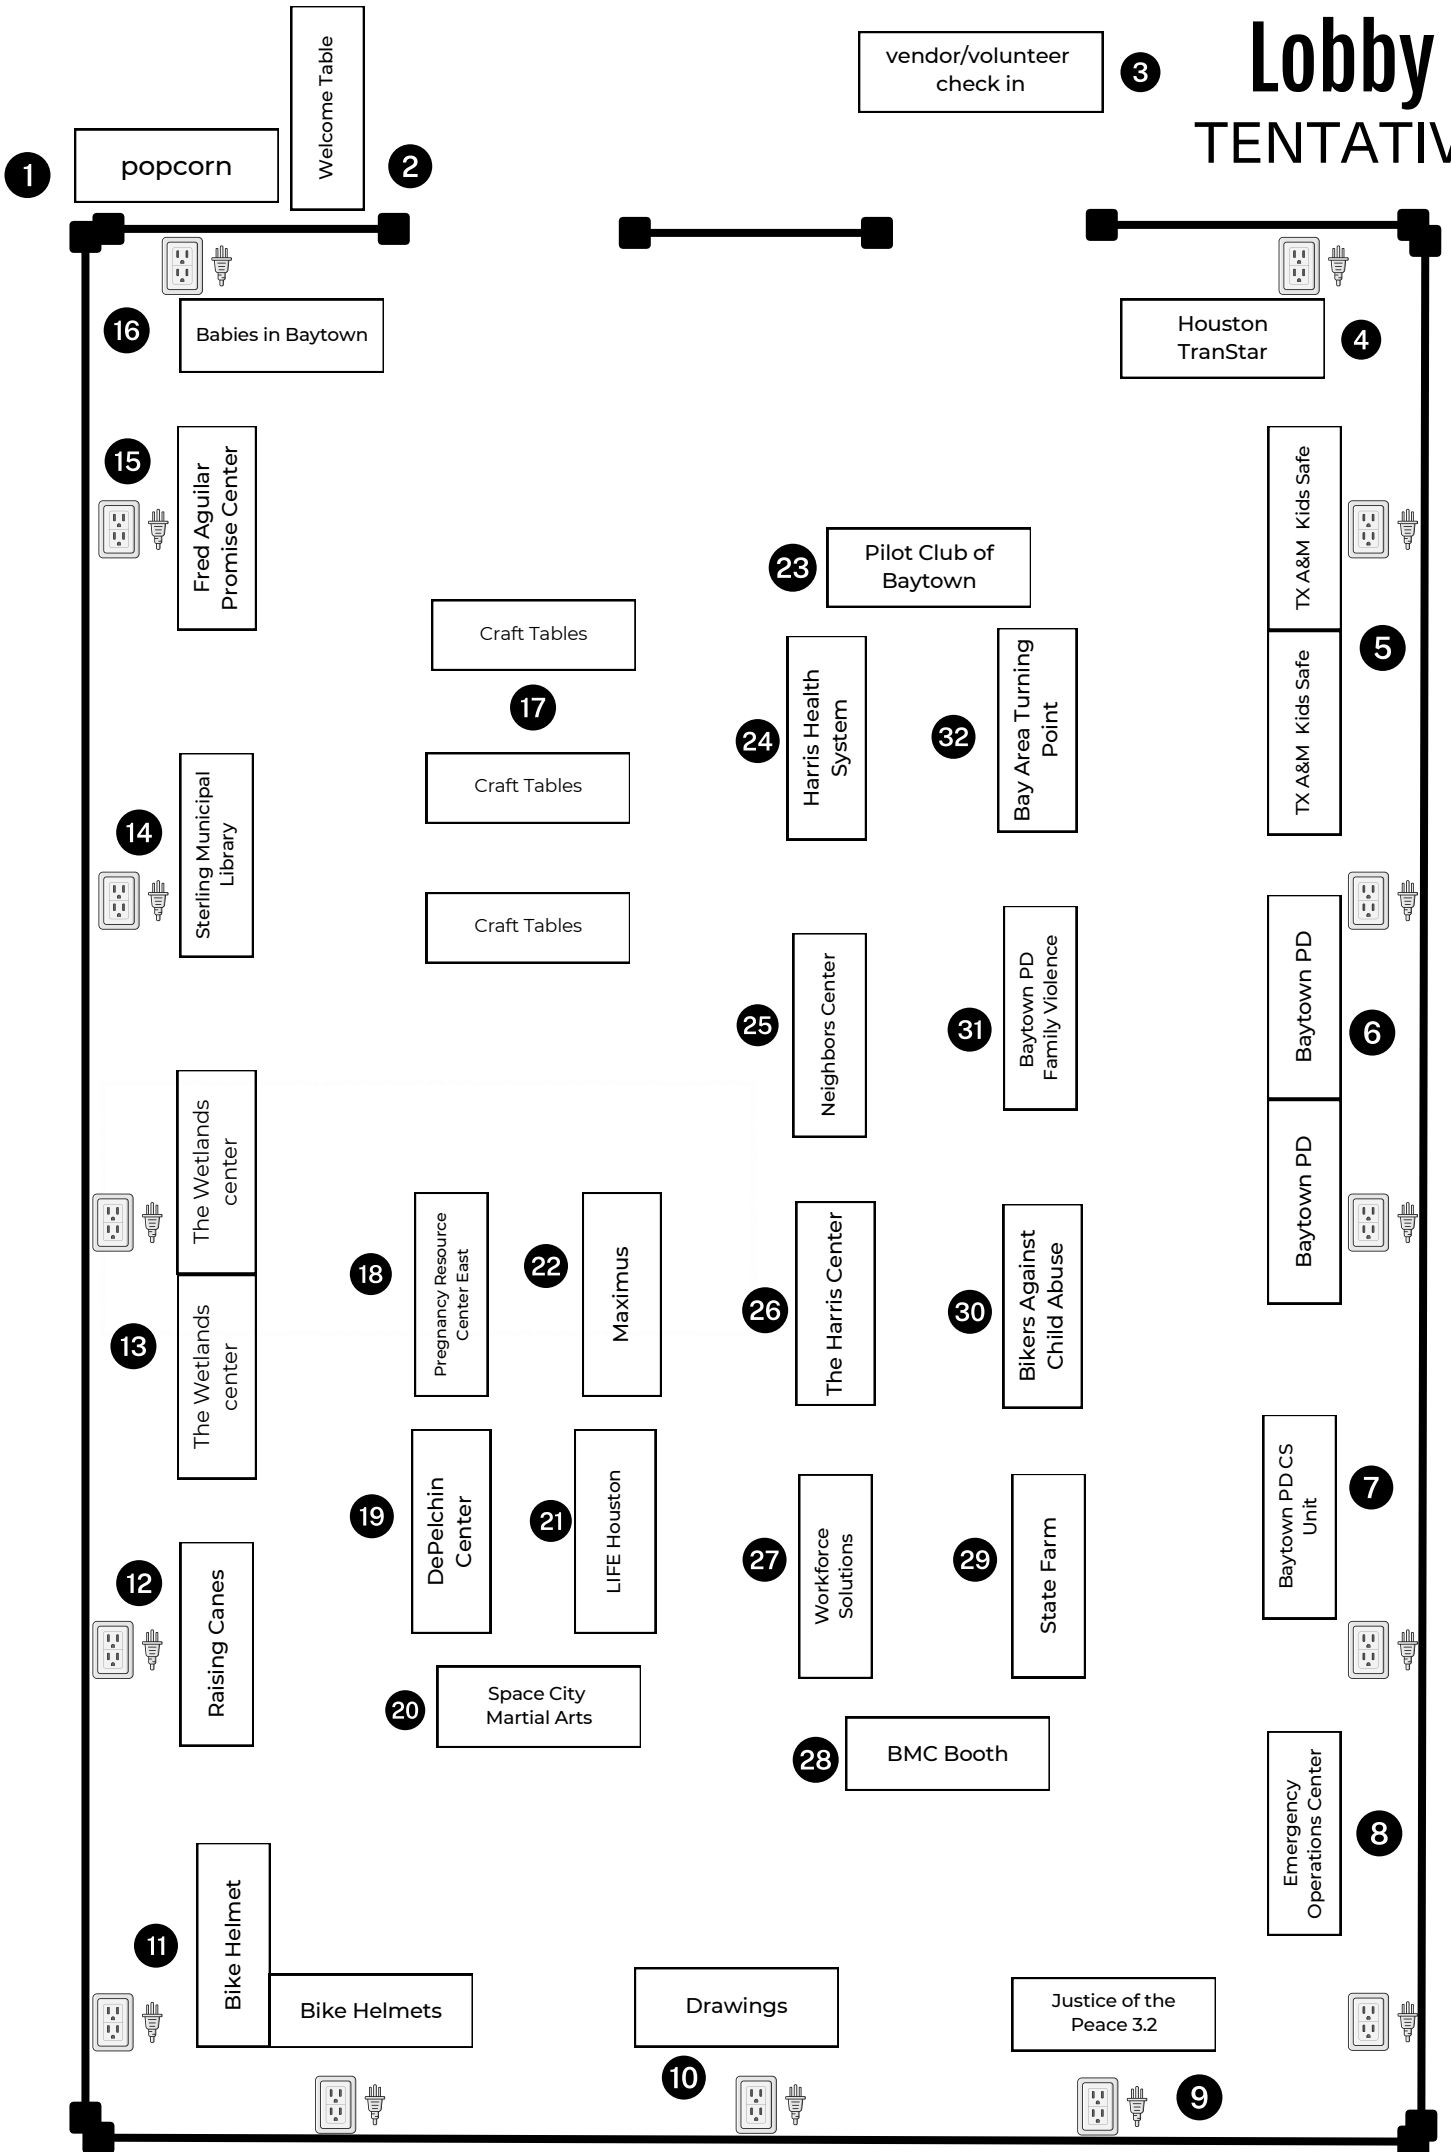 Lobby
TENTATIV
vendor/volunteer
check in
3
Welcome Table
2
popcorn
1
Babies in Baytown
16
Houston
TranStar
4
15
Fred Aguilar
Promise Center
TX A&M Kids Safe
TX A&M Kids Safe
5
23
Pilot Club of
Baytown
Craft Tables
17
Craft Tables
Craft Tables
24
Harris Health
System
32
Bay Area Turning
Point
14
Sterling Municipal
Library
25
Neighbors Center
31
Baytown PD
Family Violence
Baytown PD
6
Baytown PD
The Wetlands
center
13
The Wetlands
center
18
Pregnancy Resource
Center East
22
Maximus
26
The Harris Center
30
Bikers Against
Child Abuse
19
DePelchin
Center
21
LIFE Houston
27
Workforce
Solutions
29
State Farm
Baytown PD CS
Unit
7
12
Raising Canes
20
Space City
Martial Arts
28
BMC Booth
Emergency
Operations Center
8
11
Bike Helmet
Bike Helmets
Drawings
10
Justice of the
Peace 3.2
9